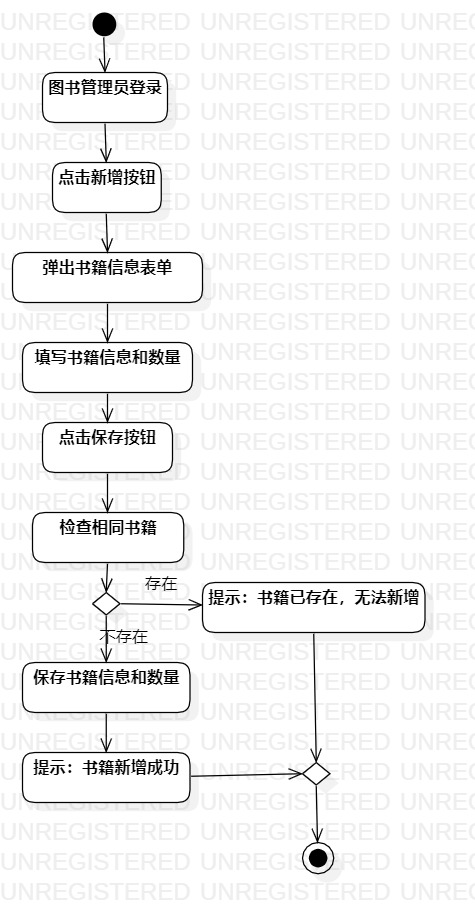 图书管理员登录
点击新增按钮
弹出书籍信息表单
填写书籍信息和数量
点击保存按钮
检查相同书籍
存在
提示：书籍已存在，无法新增
不存在
保存书籍信息和数量
提示：书籍新增成功
UNREGISTERED